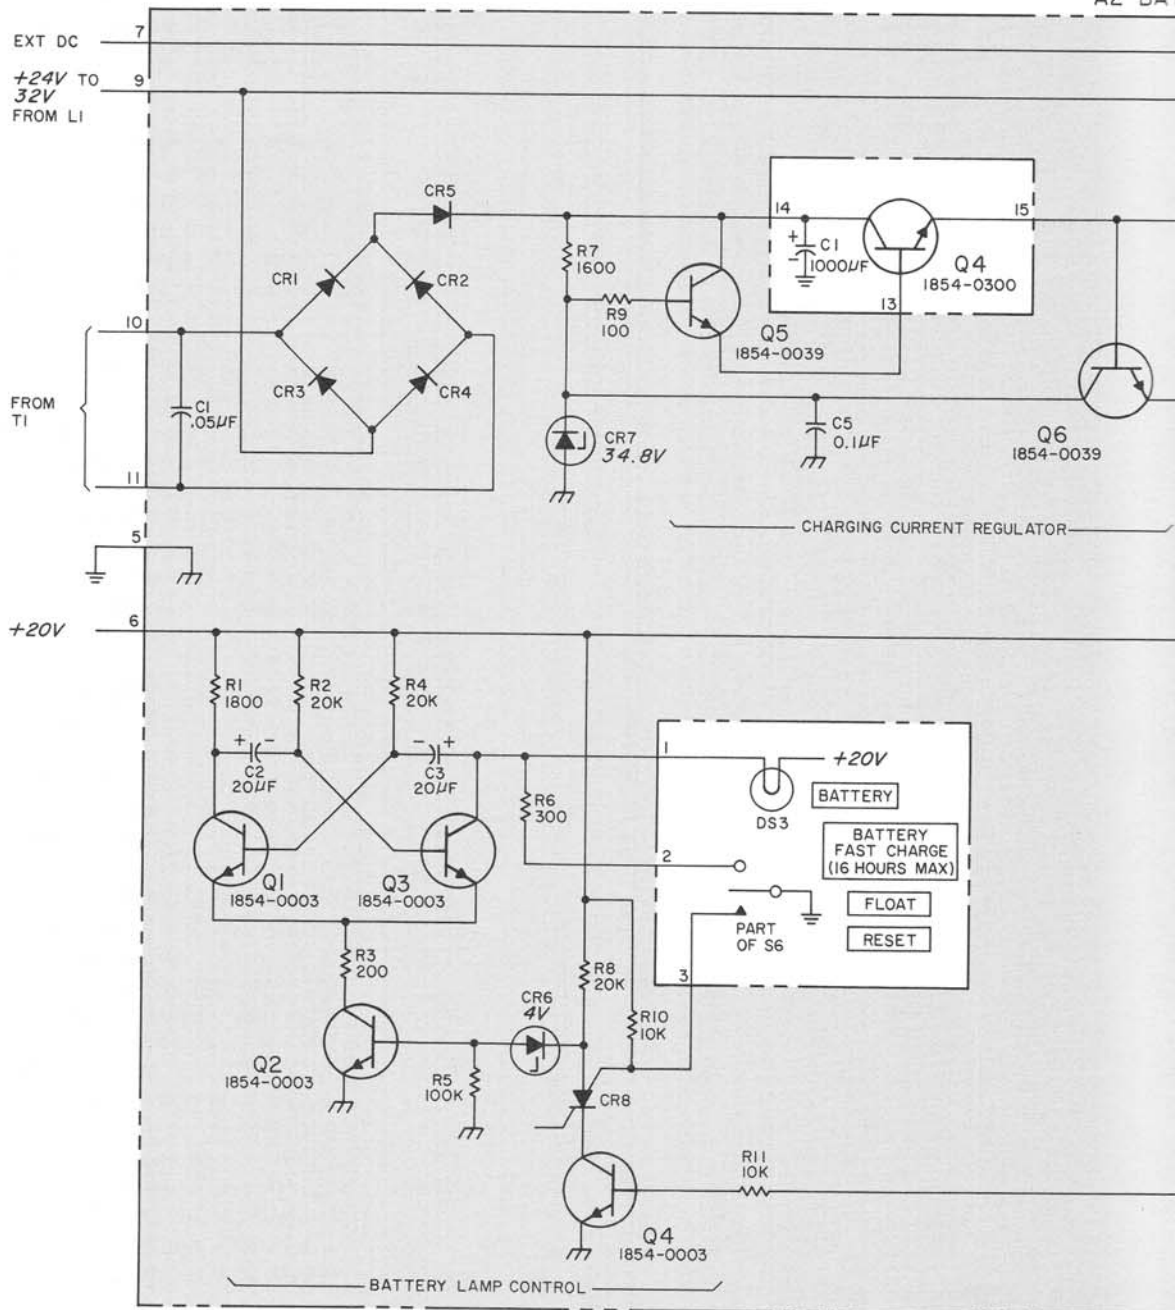 A2 BA
EXT DC
7
+24V TO
32V
FROM L1
9
CR5
14
15
R7
1600
+
-
C1
1000µF
Q4
1854-0300
CR1
CR2
R9
100
Q5
1854-0039
13
10
CR3
CR4
FROM
T1
C1
.05µF
CR7
34.8V
C5
0.1µF
Q6
1854-0039
11
CHARGING CURRENT REGULATOR
5
+20V
6
R1
1800
R2
20K
R4
20K
+ -
C2
20µF
- +
C3
20µF
1
+20V
R6
300
DS3
BATTERY
BATTERY
FAST CHARGE
(16 HOURS MAX)
2
Q1
1854-0003
Q3
1854-0003
FLOAT
PART
OF S6
RESET
R3
200
R8
20K
3
CR6
4V
R10
10K
Q2
1854-0003
R5
100K
CR8
R11
10K
Q4
1854-0003
BATTERY LAMP CONTROL